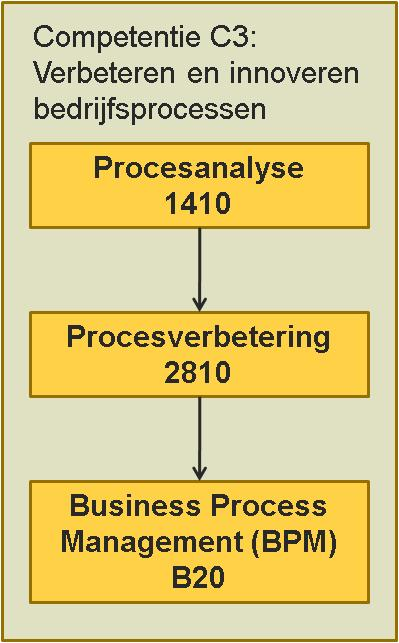 Competentie C3:
Verbeteren en innoveren
bedrijfsprocessen
Procesanalyse
1410
Procesverbetering
2810
Business Process
Management (BPM)
B20